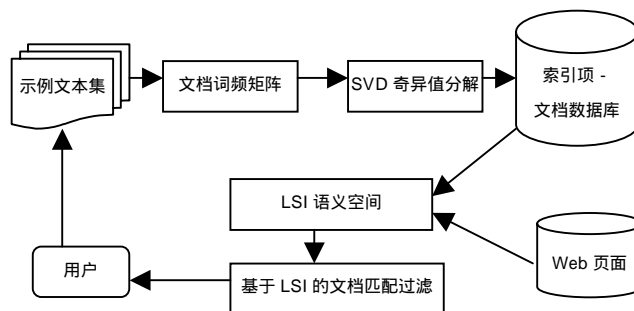 示例文本集
文档词频矩阵
SVD 奇异值分解
索引项 -
文档数据库
LSI 语义空间
Web 页面
用户
基于 LSI 的文档匹配过滤